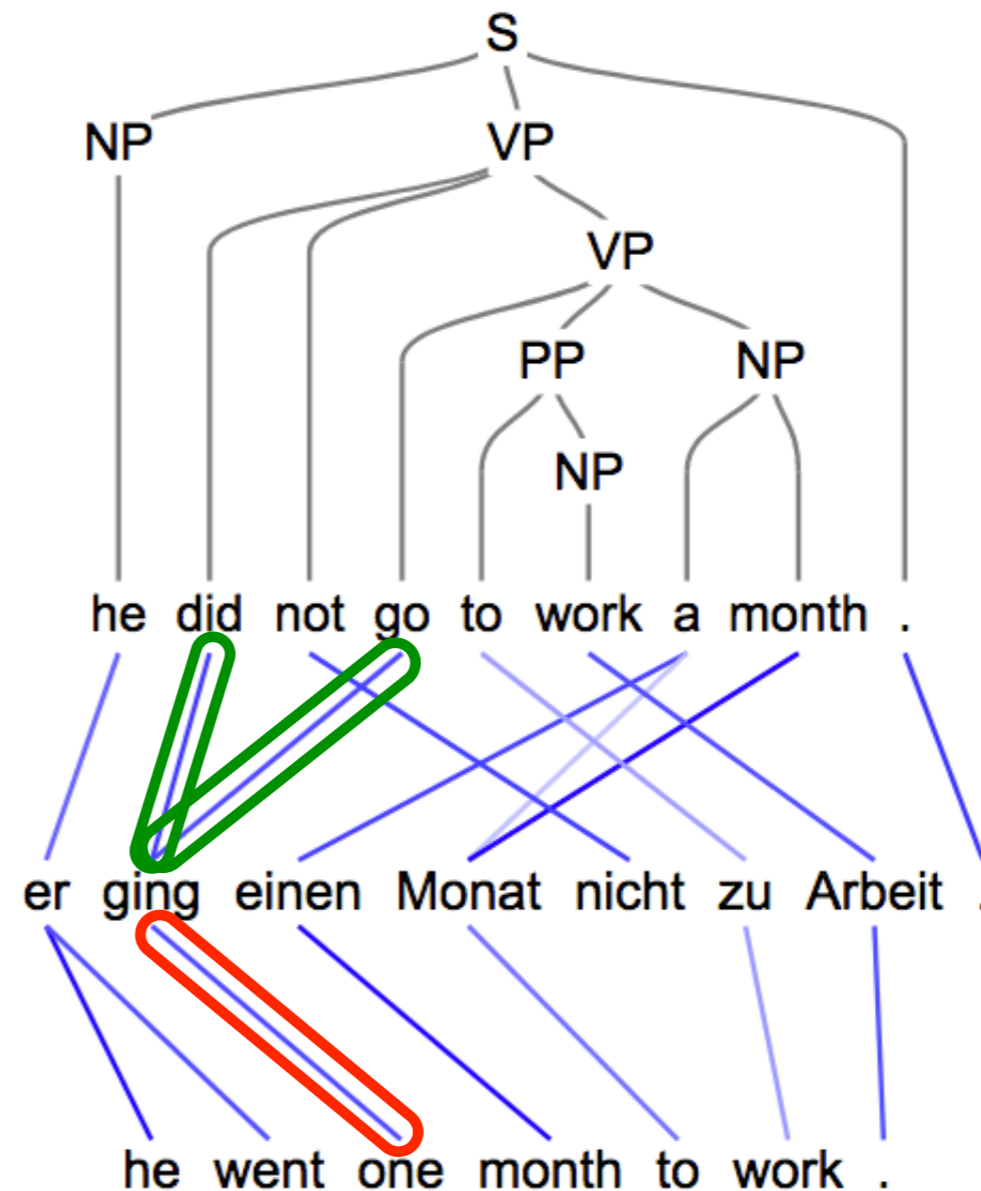 S
NP VP
VP
PP NP
NP
he did not go to work a month .
er ging einen Monat nicht zu Arbeit .
he went one month to work .